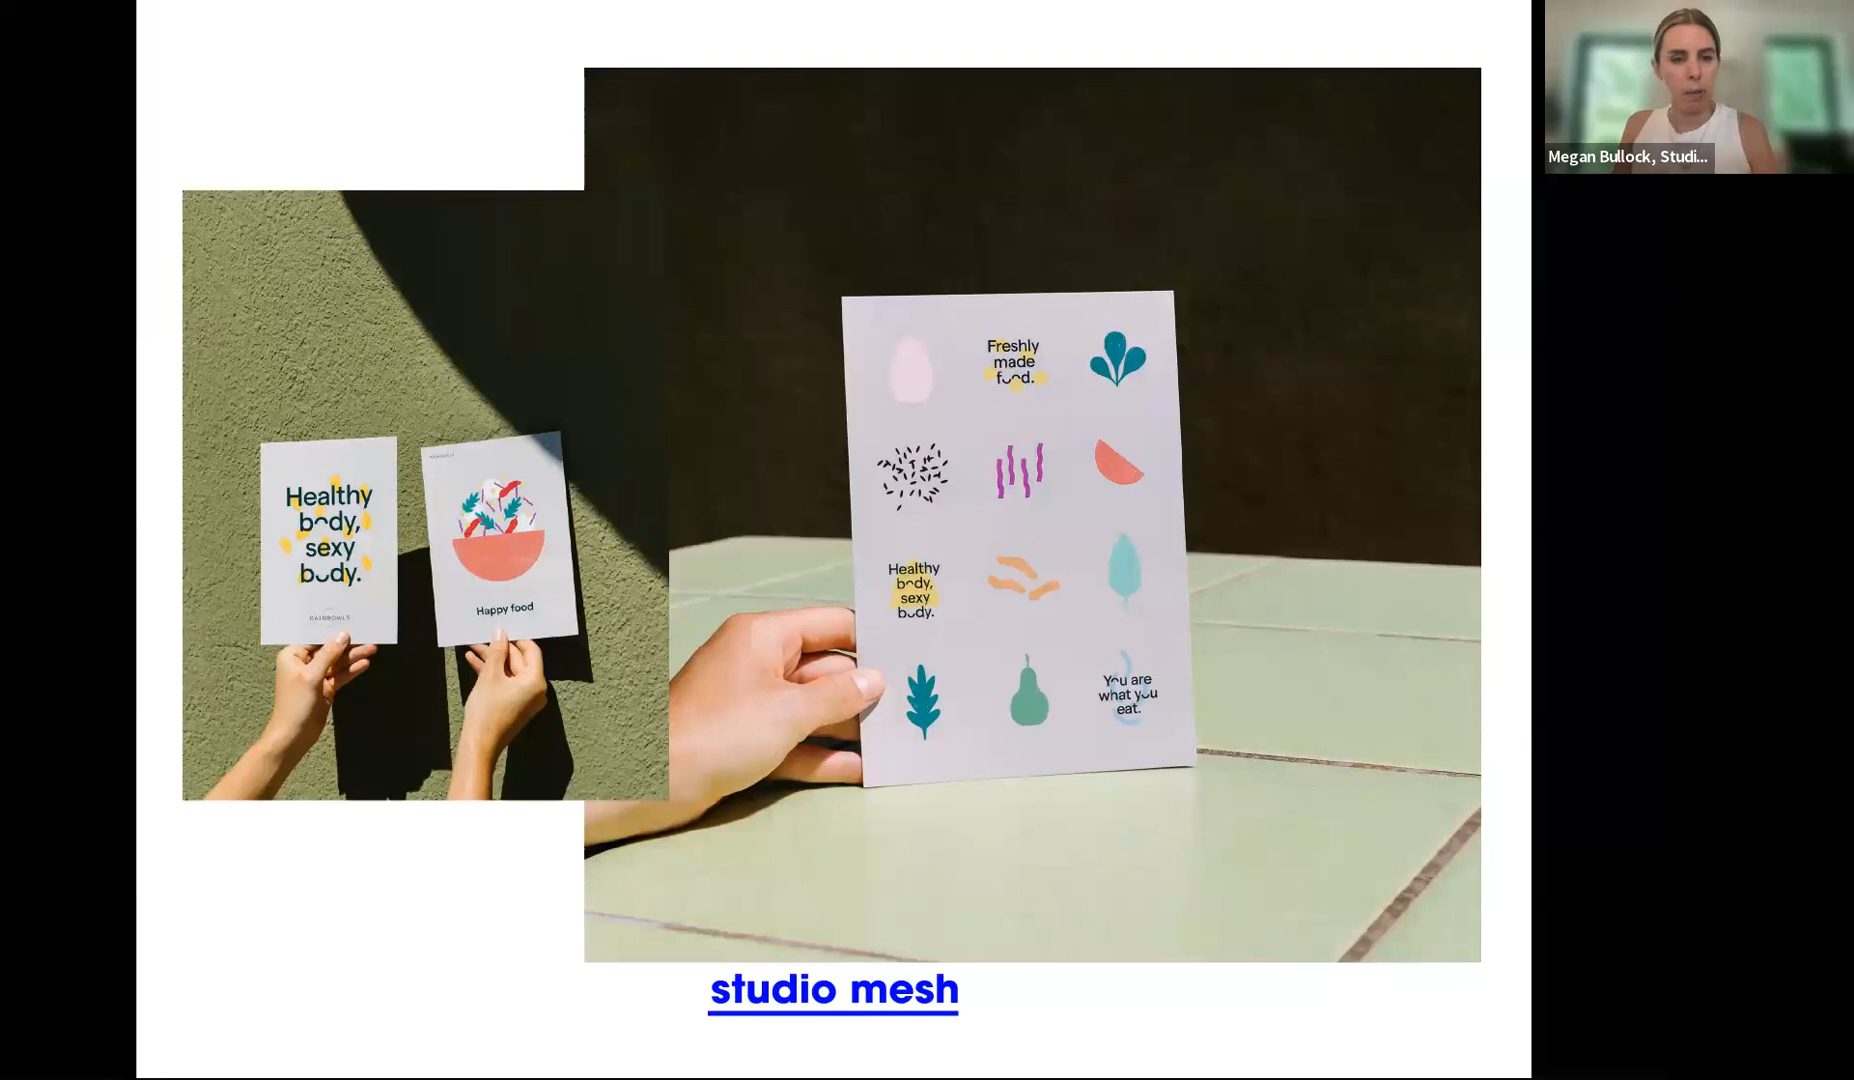 Megan Bullock, Studi...
Healthy
body,
sexy
body.
RAINBOWLS
RAINBOWLS
Happy food
Freshly
made
food.
Healthy
body,
sexy
body.
You are
what you
eat.
studio mesh